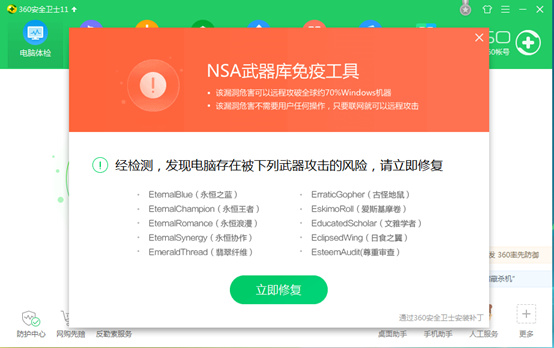 360安全卫士11
电脑体检
60帐号
NSA武器库免疫工具
该漏洞危害可以远程攻破全球约70%Windows机器
该漏洞危害不需要用户任何操作，只要联网就可以远程攻击
经检测，发现电脑存在被下列武器攻击的风险，请立即修复
EternalBlue（永恒之蓝）
ErraticGopher（古怪地鼠）
EternalChampion（永恒王者）
EskimoRoll（爱斯基摩卷）
EternalRomance（永恒浪漫）
EducatedScholar（文雅学者）
EternalSynergy（永恒协作）
EclipsedWing（日食之翼）
EmeraldThread（翡翠纤维）
EsteemAudit(尊重审查）
发 360率先防御
立即修复
通过360安全卫士安装补丁
防护中心
网购先赔
反勒索服务
桌面助手
手机助手
人工服务
更多